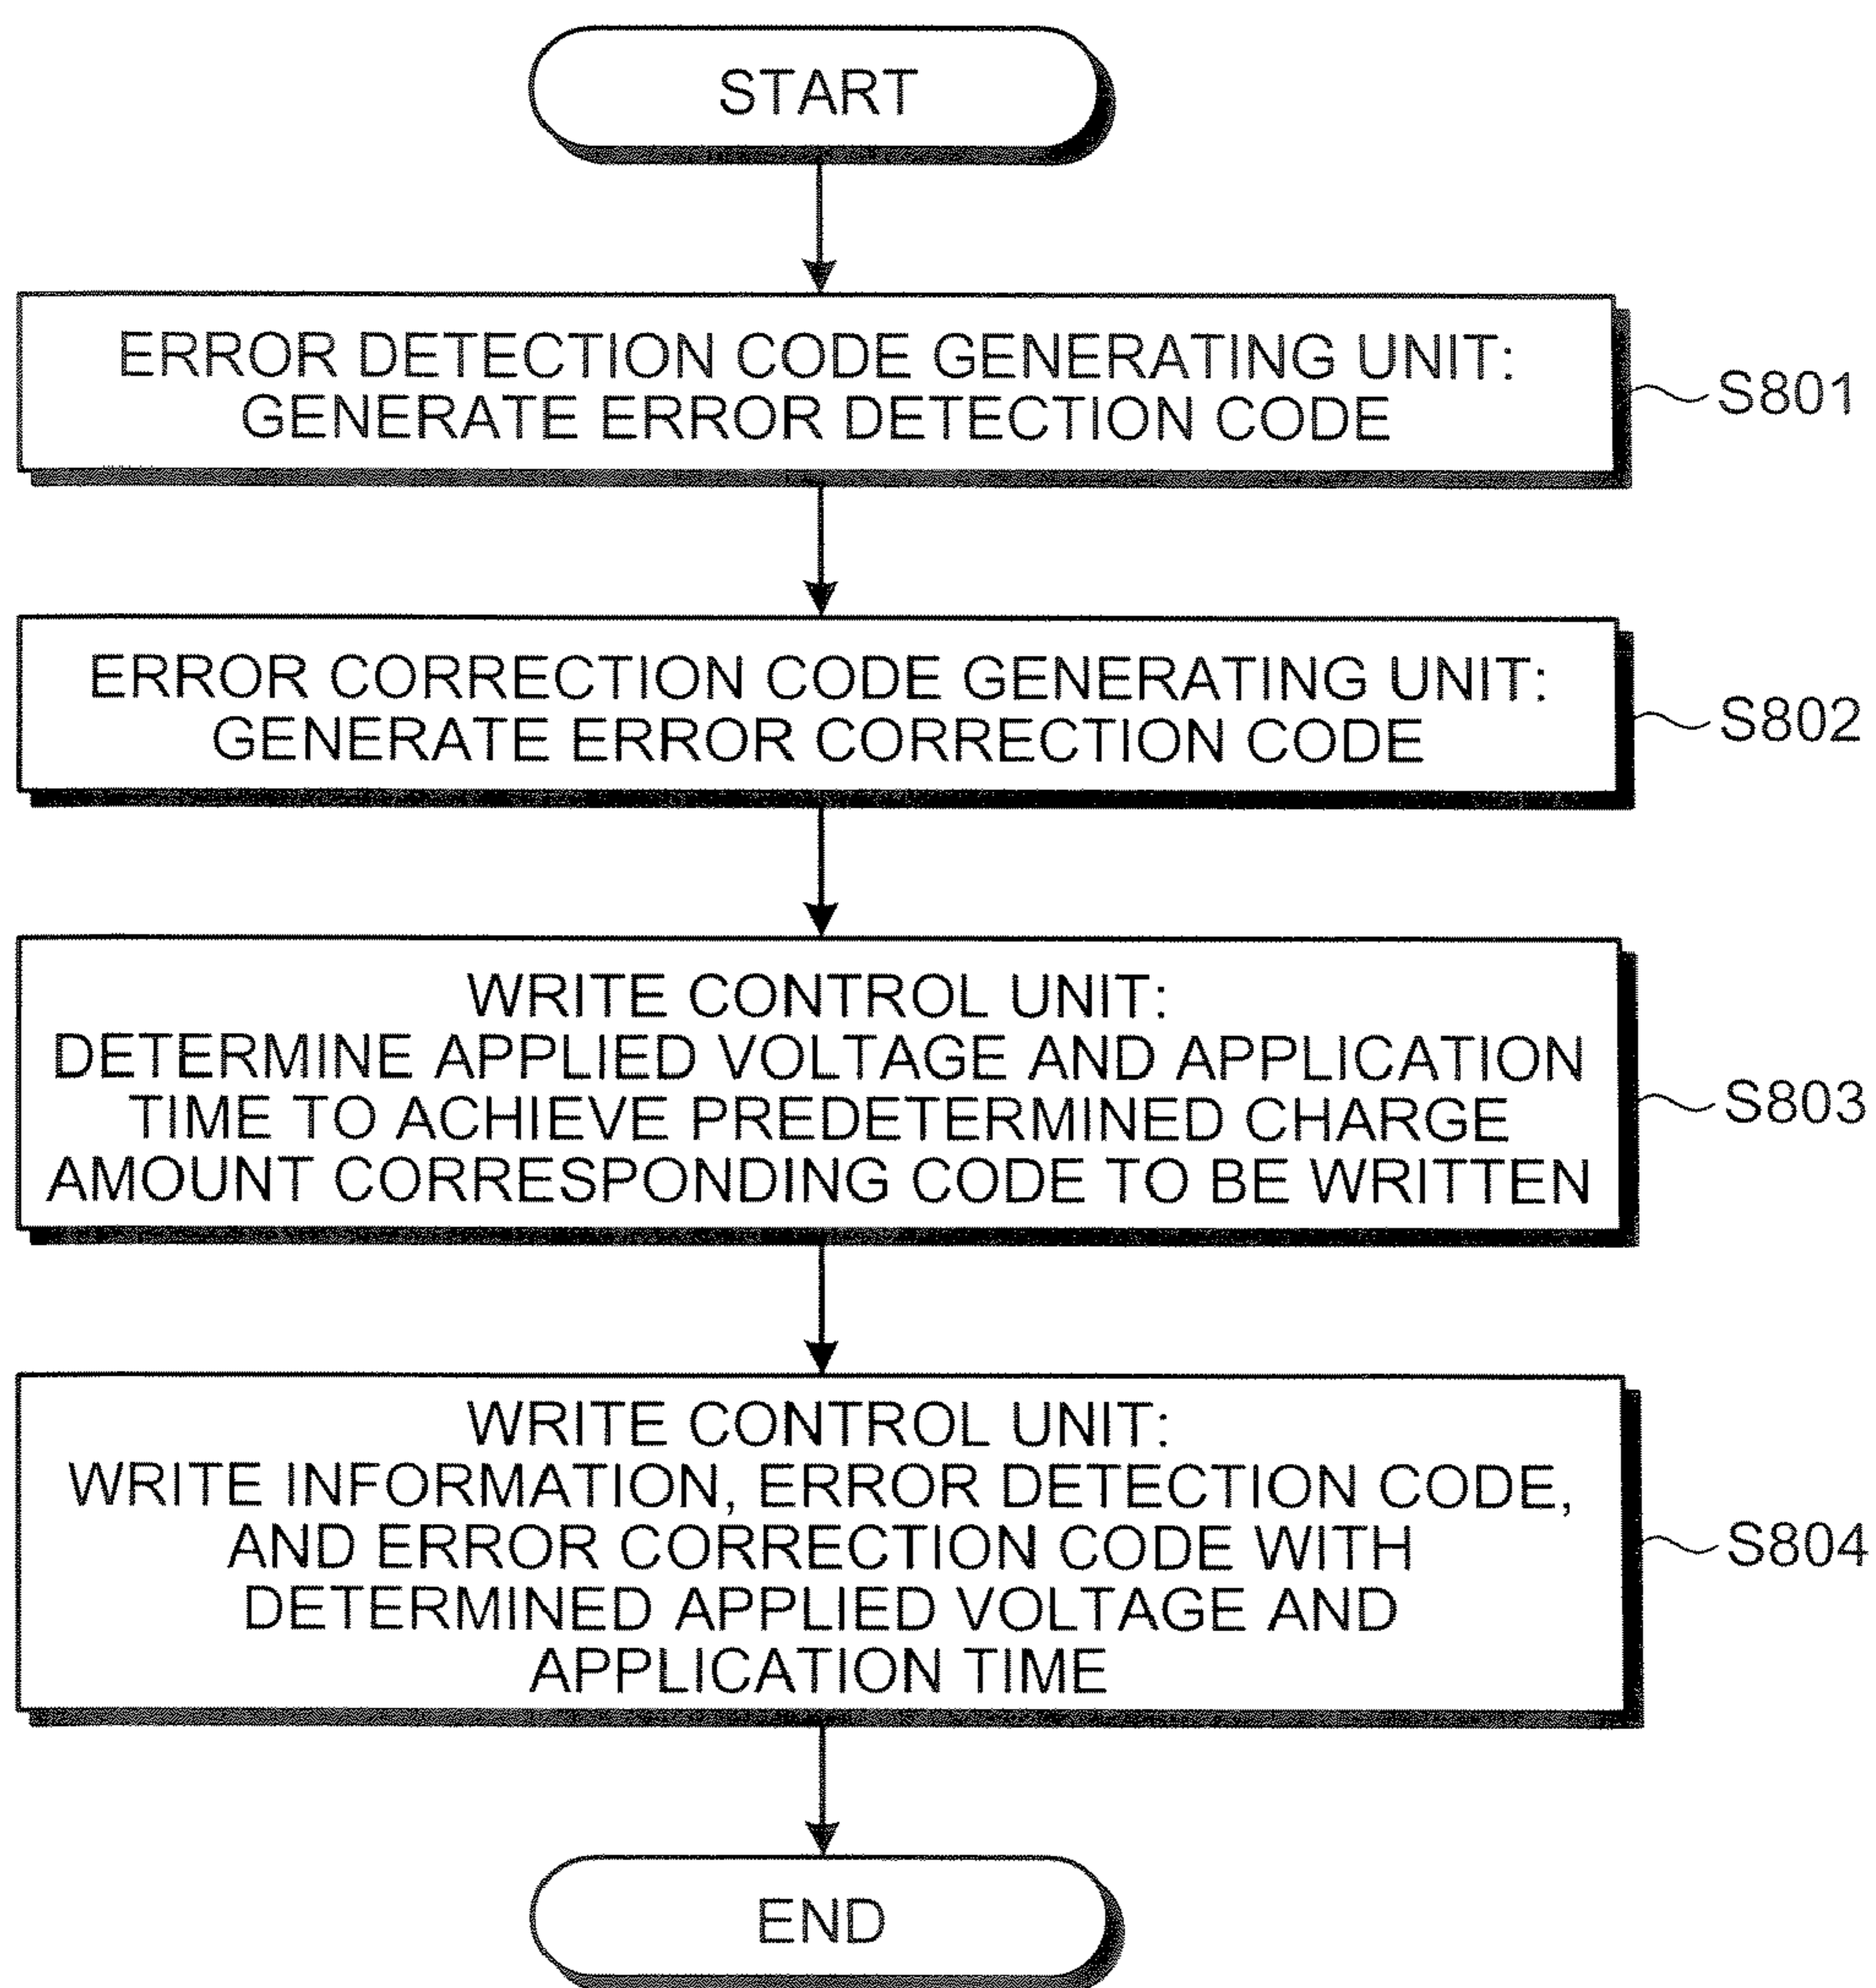 START
ERROR DETECTION CODE GENERATING UNIT:
GENERATE ERROR DETECTION CODE
S801
ERROR CORRECTION CODE GENERATING UNIT:
GENERATE ERROR CORRECTION CODE
S802
WRITE CONTROL UNIT:
DETERMINE APPLIED VOLTAGE AND APPLICATION
TIME TO ACHIEVE PREDETERMINED CHARGE
AMOUNT CORRESPONDING CODE TO BE WRITTEN
S803
WRITE CONTROL UNIT:
WRITE INFORMATION, ERROR DETECTION CODE,
AND ERROR CORRECTION CODE WITH
DETERMINED APPLIED VOLTAGE AND
APPLICATION TIME
S804
END